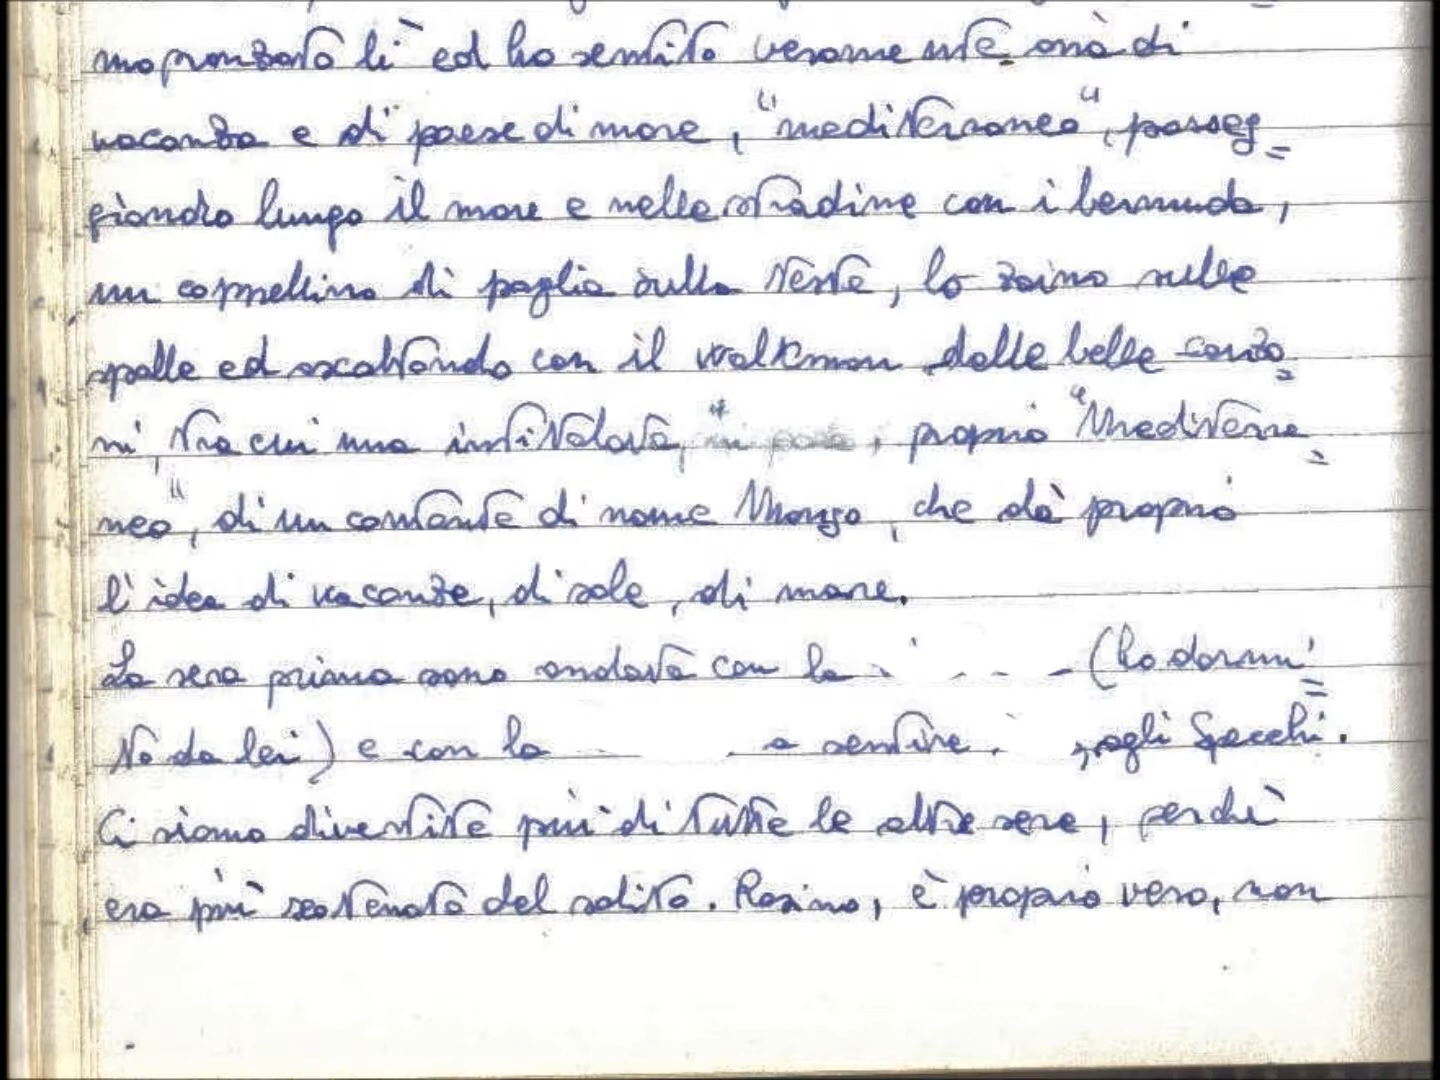 mo pranzato lì ed ho sentito veramente aria di
vacanza e di paese di mare, "mediterraneo", passeg=
giando lungo il mare e nelle stradine con i bermuda,
un cappellino di paglia sulla testa, lo zaino sulle
spalle ed ascoltando con il walkman delle belle canzo=
ni, tra cui una intitolata, proprio "Mediterra=
neo", di un cantante di nome Mango, che dà proprio
l'idea di vacanze, di sole, di mare.
La sera prima sono andata con la (ho dormi=
to da lei) e con la a sentire agli Specchi.
Ci siamo divertite più di tutte le altre sere, perchè
era più scatenato del solito. Rosino, è proprio vero, non